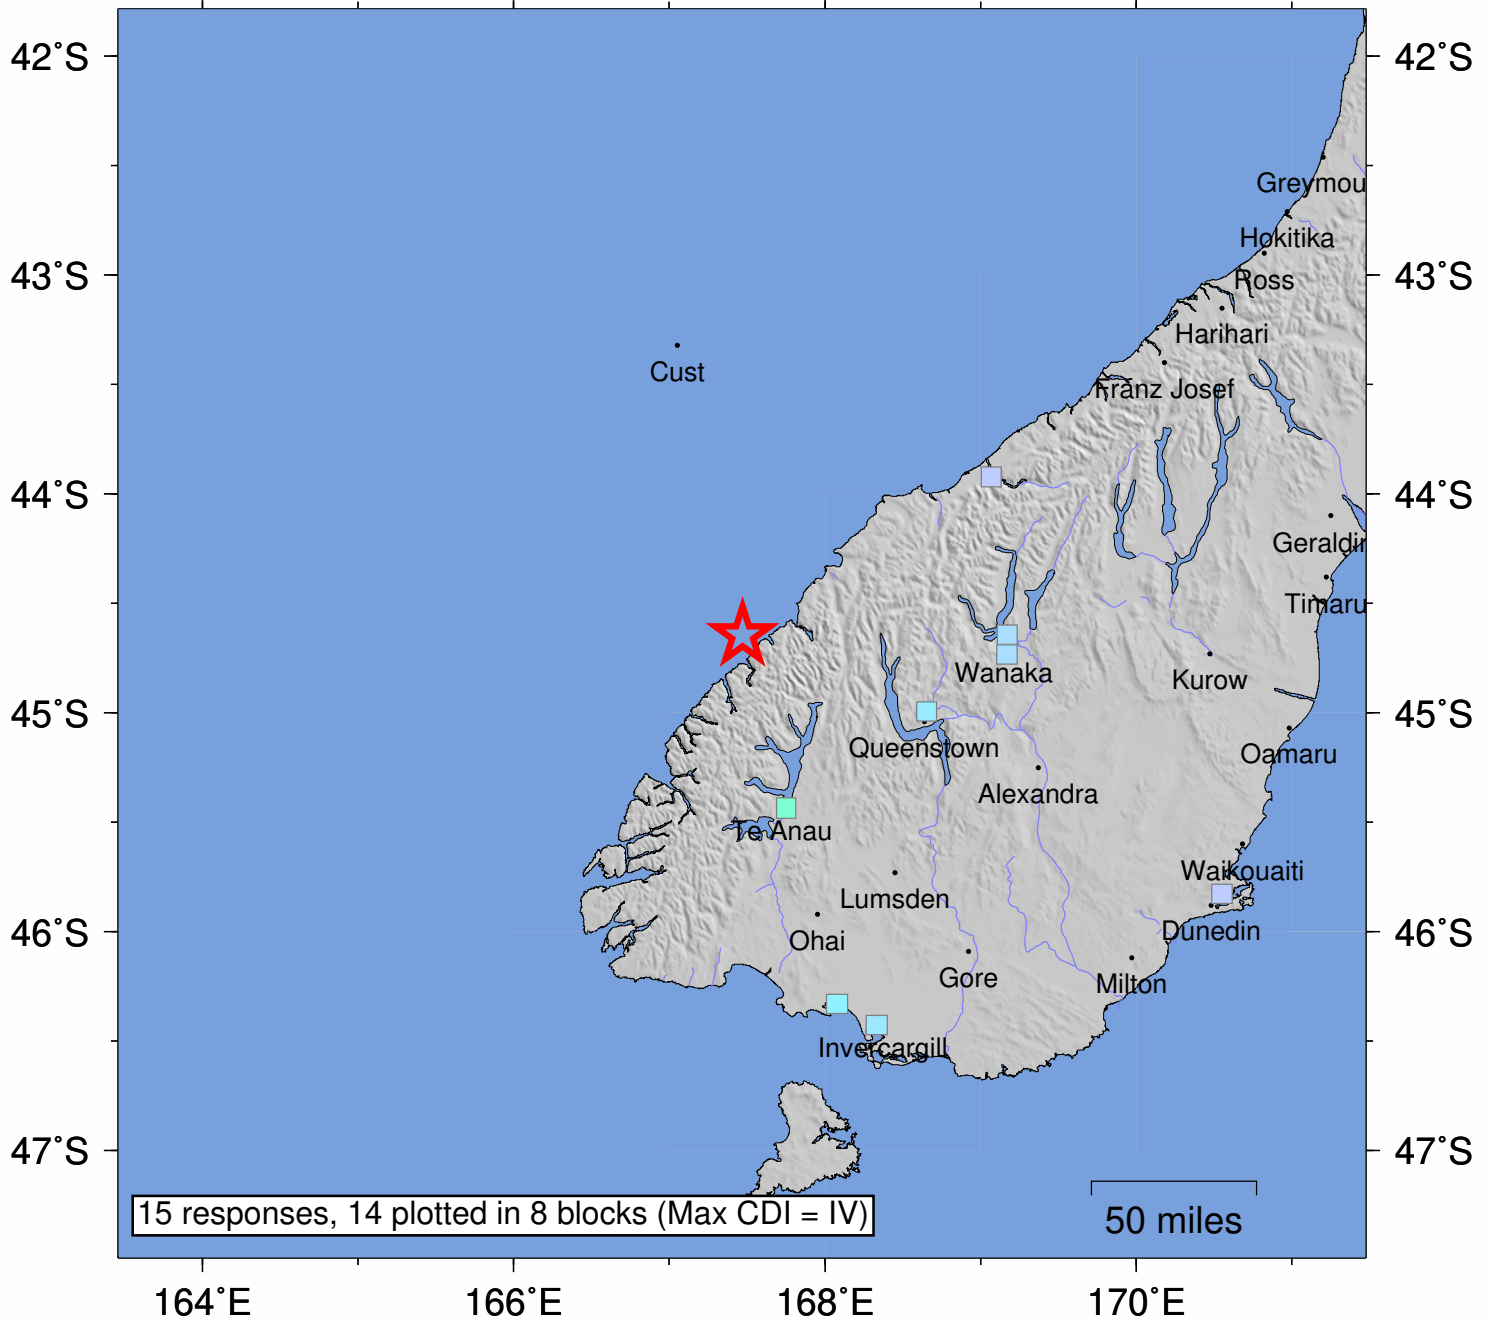 42°S
42°S
Greymou
Hokitika
43°S
Ross
43°S
Harihari
Cust
Franz Josef
44°S
44°S
Geraldin
Timaru
Wanaka
Kurow
45°S
45°S
Queenstown
Oamaru
Alexandra
Te Anau
Waikouaiti
Lumsden
46°S
Ohai
Dunedin
46°S
Gore
Milton
Invercargill
47°S
47°S
15 responses, 14 plotted in 8 blocks (Max CDI = IV)
50 miles
164°E
166°E
168°E
170°E